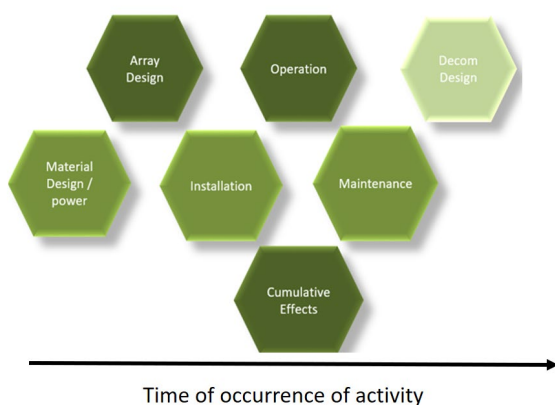 Array
Design
Operation
Decom
Design
Material
Design /
power
Installation
Maintenance
Cumulative
Effects
Time of occurrence of activity